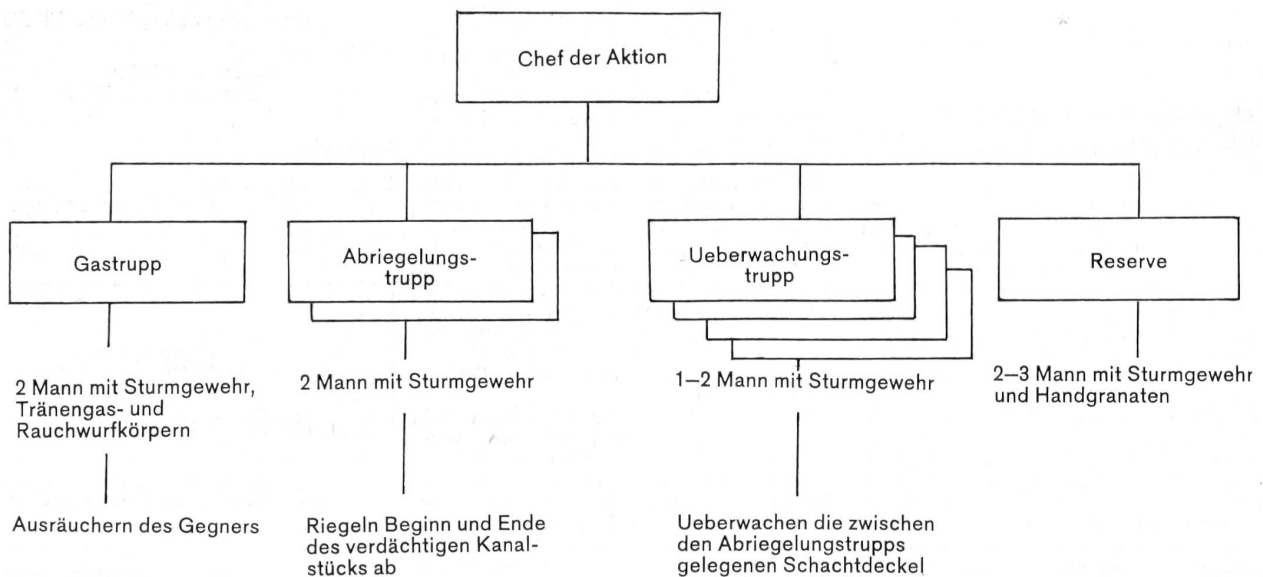 Chef der Aktion
Gastrupp
2 Mann mit Sturmgewehr,
Tränengas- und
Rauchwurfkörpern
Ausräuchern des Gegners
Abriegelungs-
trupp
2 Mann mit Sturmgewehr
Riegeln Beginn und Ende
des verdächtigen Kanal-
stücks ab
Ueberwachungs-
trupp
1–2 Mann mit Sturmgewehr
Ueberwachen die zwischen
den Abriegelungstrupps
gelegenen Schachtdeckel
Reserve
2–3 Mann mit Sturmgewehr
und Handgranaten